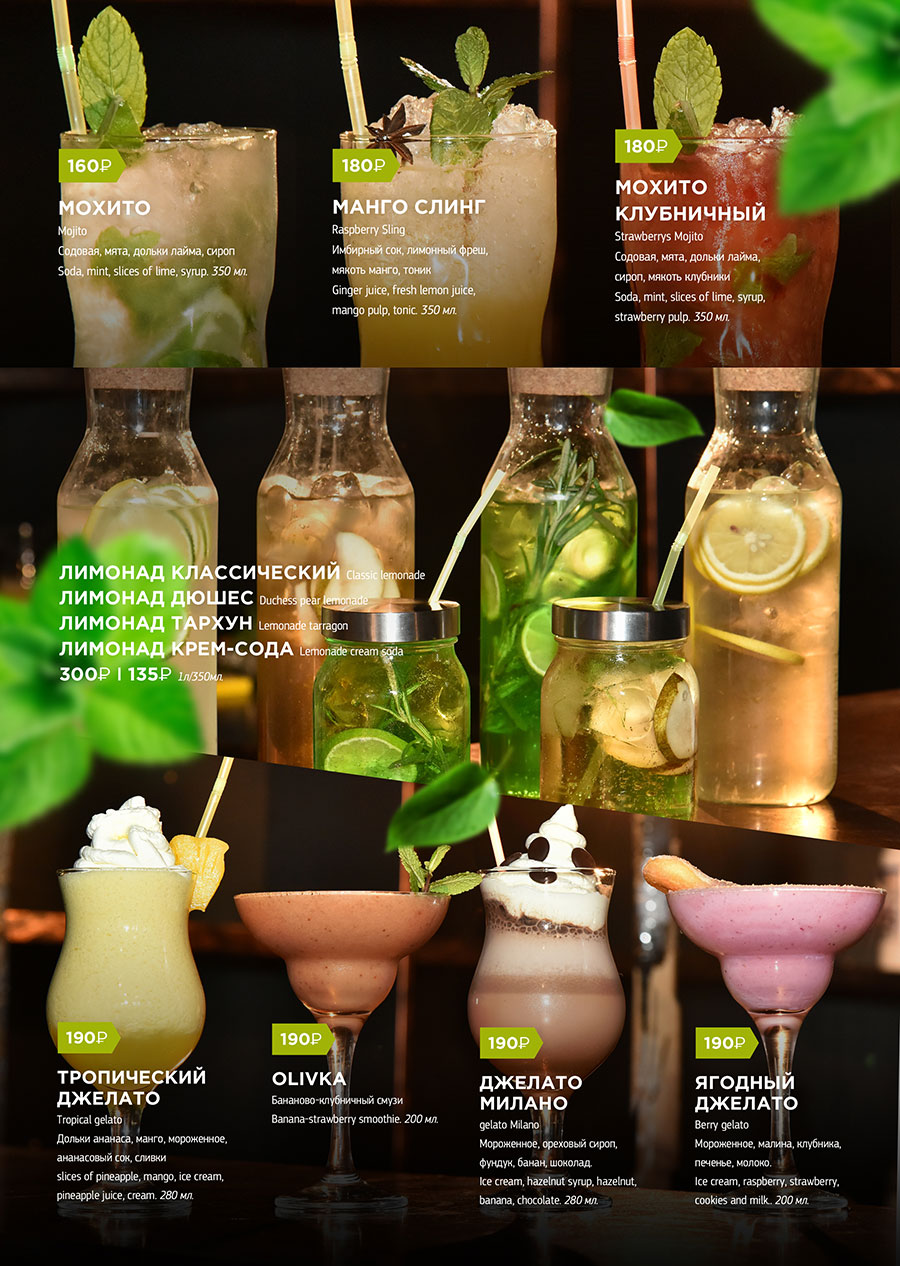 160₽
МОХИТО
Mojito
Содовая, мята, дольки лайма, сироп
Soda, mint, slices of lime, syrup. 350 мл.
180₽
МАНГО СЛИНГ
Raspberry Sling
Имбирный сок, лимонный фреш,
мякоть манго, тоник
Ginger juice, fresh lemon juice,
mango pulp, tonic. 350 мл.
180₽
МОХИТО
КЛУБНИЧНЫЙ
Strawberrys Mojito
Содовая, мята, дольки лайма,
сироп, мякоть клубники
Soda, mint, slices of lime, syrup,
strawberry pulp. 350 мл.
ЛИМОНАД КЛАССИЧЕСКИЙ Classic lemonade
ЛИМОНАД ДЮШЕС Duchess pear lemonade
ЛИМОНАД ТАРХУН Lemonade tarragon
ЛИМОНАД КРЕМ-СОДА Lemonade cream soda
300₽ | 135₽ 1л/350мл.
190₽
ТРОПИЧЕСКИЙ
ДЖЕЛАТО
Tropical gelato
Дольки ананаса, манго, мороженное,
ананасовый сок, сливки
slices of pineapple, mango, ice cream,
pineapple juice, cream. 280 мл.
190₽
OLIVKA
Бананово-клубничный смузи
Banana-strawberry smoothie. 200 мл.
190₽
ДЖЕЛАТО
МИЛАНО
gelato Milano
Мороженное, ореховый сироп,
фундук, банан, шоколад.
Ice cream, hazelnut syrup, hazelnut,
banana, chocolate. 280 мл.
190₽
ЯГОДНЫЙ
ДЖЕЛАТО
Berry gelato
Мороженное, малина, клубника,
печенье, молоко.
Ice cream, raspberry, strawberry,
cookies and milk.. 200 мл.